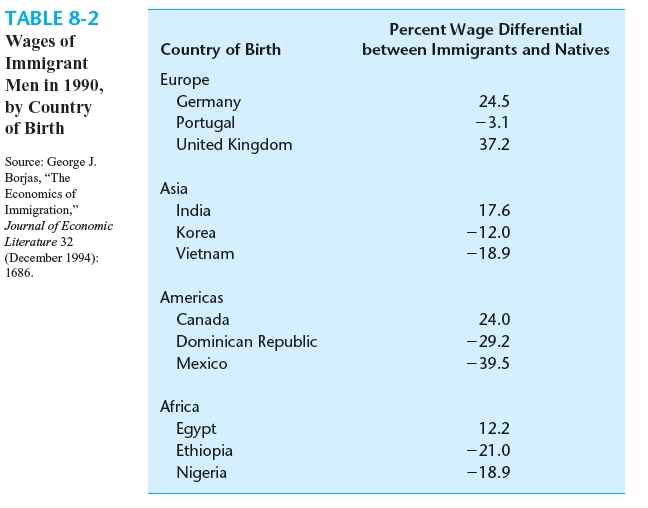 TABLE 8-2
Wages of
Immigrant
Men in 1990,
by Country
of Birth
Source: George J.
Borjas, “The
Economics of
Immigration,”
Journal of Economic
Literature 32
(December 1994):
1686.
Percent Wage Differential
Country of Birth between Immigrants and Natives
Europe
Germany 24.5
Portugal −3.1
United Kingdom 37.2
Asia
India 17.6
Korea −12.0
Vietnam −18.9
Americas
Canada 24.0
Dominican Republic −29.2
Mexico −39.5
Africa
Egypt 12.2
Ethiopia −21.0
Nigeria −18.9